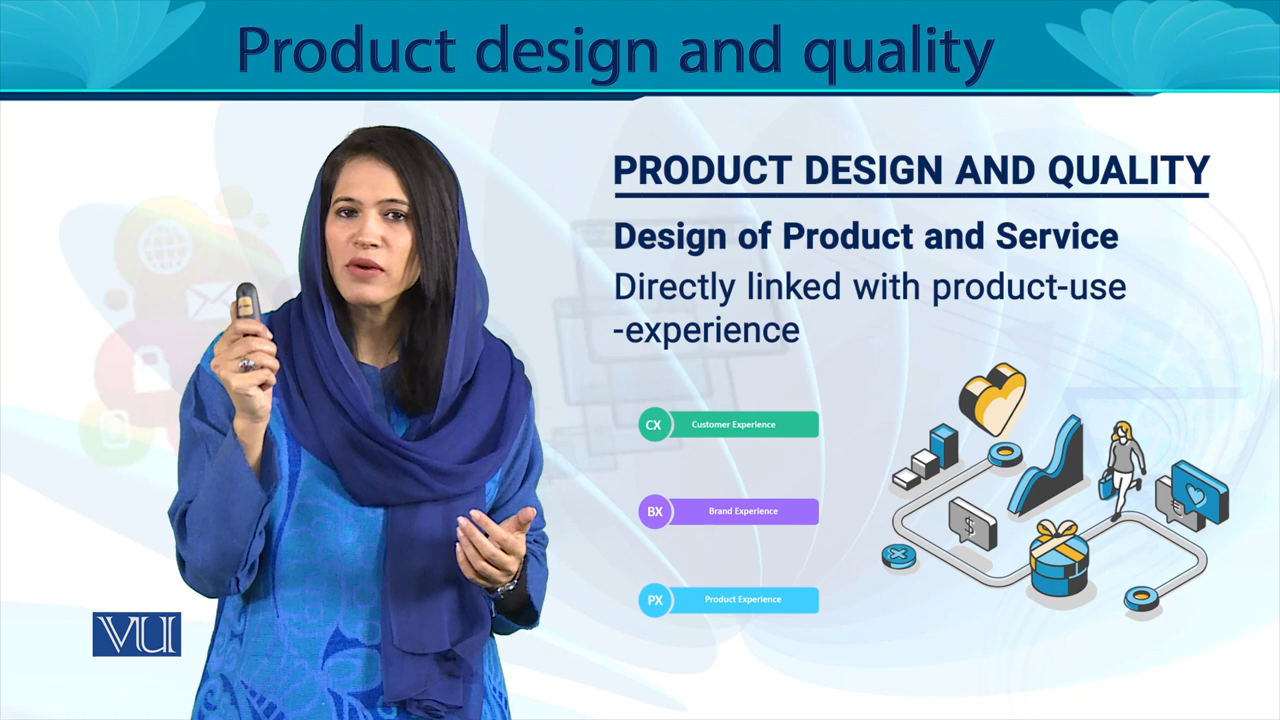 Product design and quality
PRODUCT DESIGN AND QUALITY
Design of Product and Service
Directly linked with product-use
-experience
CX Customer Experience
BX Brand Experience
PX Product Experience
$
€
VU